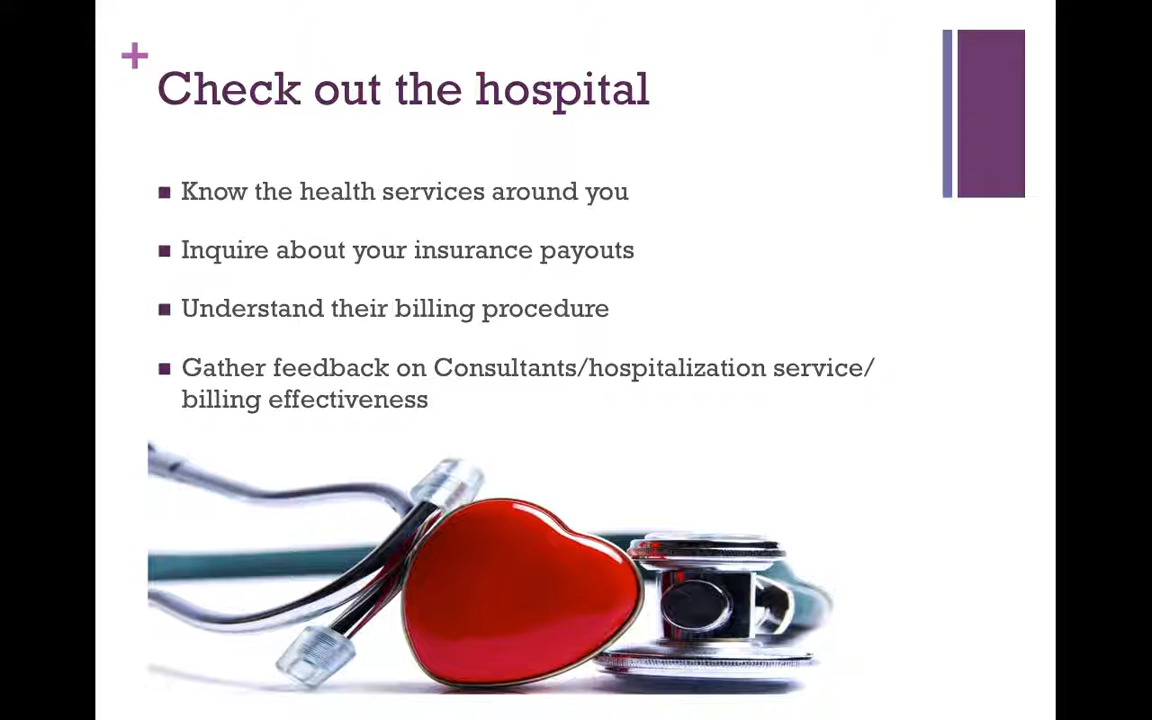 +
Check out the hospital
Know the health services around you
Inquire about your insurance payouts
Understand their billing procedure
Gather feedback on Consultants/hospitalization service/
billing effectiveness